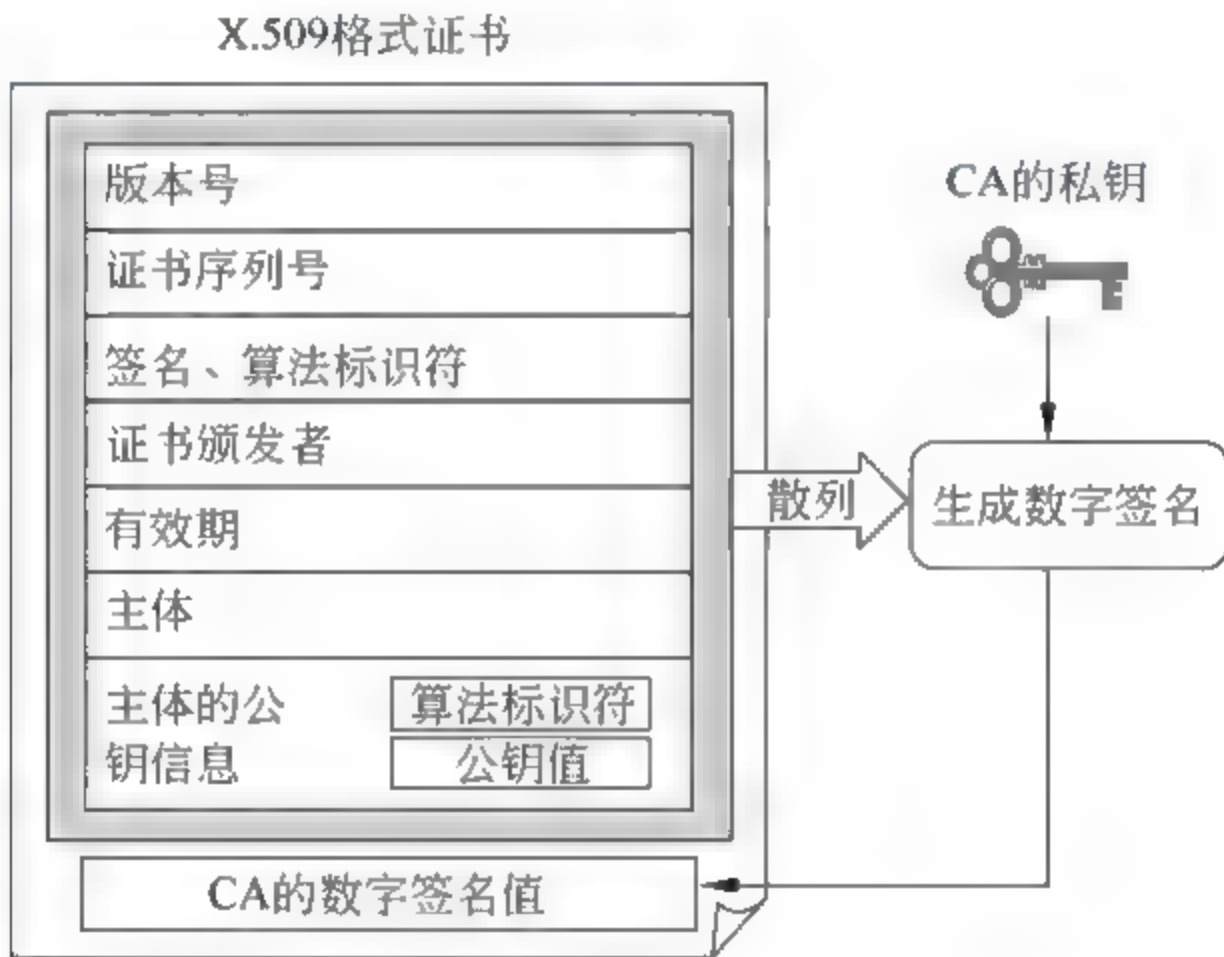 X.509格式证书
版本号
证书序列号
签名、算法标识符
证书颁发者
有效期
主体
主体的公
钥信息
算法标识符
公钥值
CA的数字签名值
散列
CA的私钥
生成数字签名